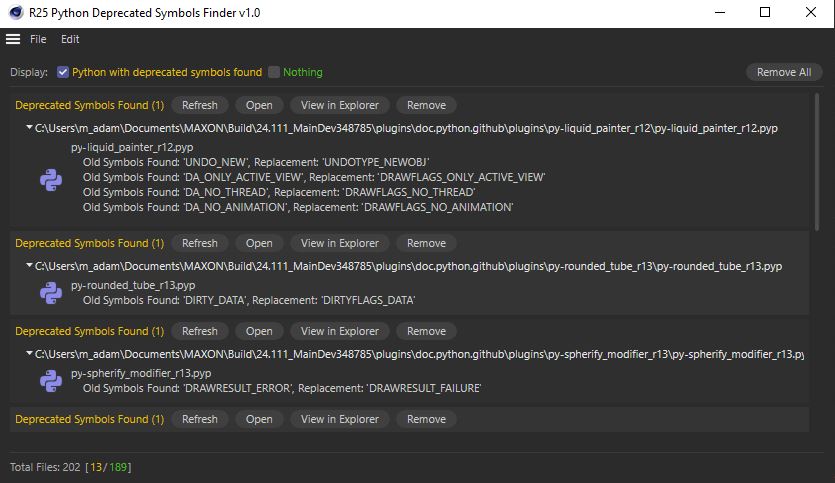 R25 Python Deprecated Symbols Finder v1.0
File Edit
Display: Python with deprecated symbols found Nothing Remove All
Deprecated Symbols Found (1) Refresh Open View in Explorer Remove
C:\Users\m_adam\Documents\MAXON\Build\24.111_MainDev348785\plugins\doc.python.github\plugins\py-liquid_painter_r12\py-liquid_painter_r12.pyp
py-liquid_painter_r12.pyp
Old Symbols Found: 'UNDO_NEW', Replacement: 'UNDOTYPE_NEWOBJ'
Old Symbols Found: 'DA_ONLY_ACTIVE_VIEW', Replacement: 'DRAWFLAGS_ONLY_ACTIVE_VIEW'
Old Symbols Found: 'DA_NO_THREAD', Replacement: 'DRAWFLAGS_NO_THREAD'
Old Symbols Found: 'DA_NO_ANIMATION', Replacement: 'DRAWFLAGS_NO_ANIMATION'
Deprecated Symbols Found (1) Refresh Open View in Explorer Remove
C:\Users\m_adam\Documents\MAXON\Build\24.111_MainDev348785\plugins\doc.python.github\plugins\py-rounded_tube_r13\py-rounded_tube_r13.pyp
py-rounded_tube_r13.pyp
Old Symbols Found: 'DIRTY_DATA', Replacement: 'DIRTYFLAGS_DATA'
Deprecated Symbols Found (1) Refresh Open View in Explorer Remove
C:\Users\m_adam\Documents\MAXON\Build\24.111_MainDev348785\plugins\doc.python.github\plugins\py-spherify_modifier_r13\py-spherify_modifier_r13.py
py-spherify_modifier_r13.pyp
Old Symbols Found: 'DRAWRESULT_ERROR', Replacement: 'DRAWRESULT_FAILURE'
Deprecated Symbols Found (1) Refresh Open View in Explorer Remove
Total Files: 202 [13/189]